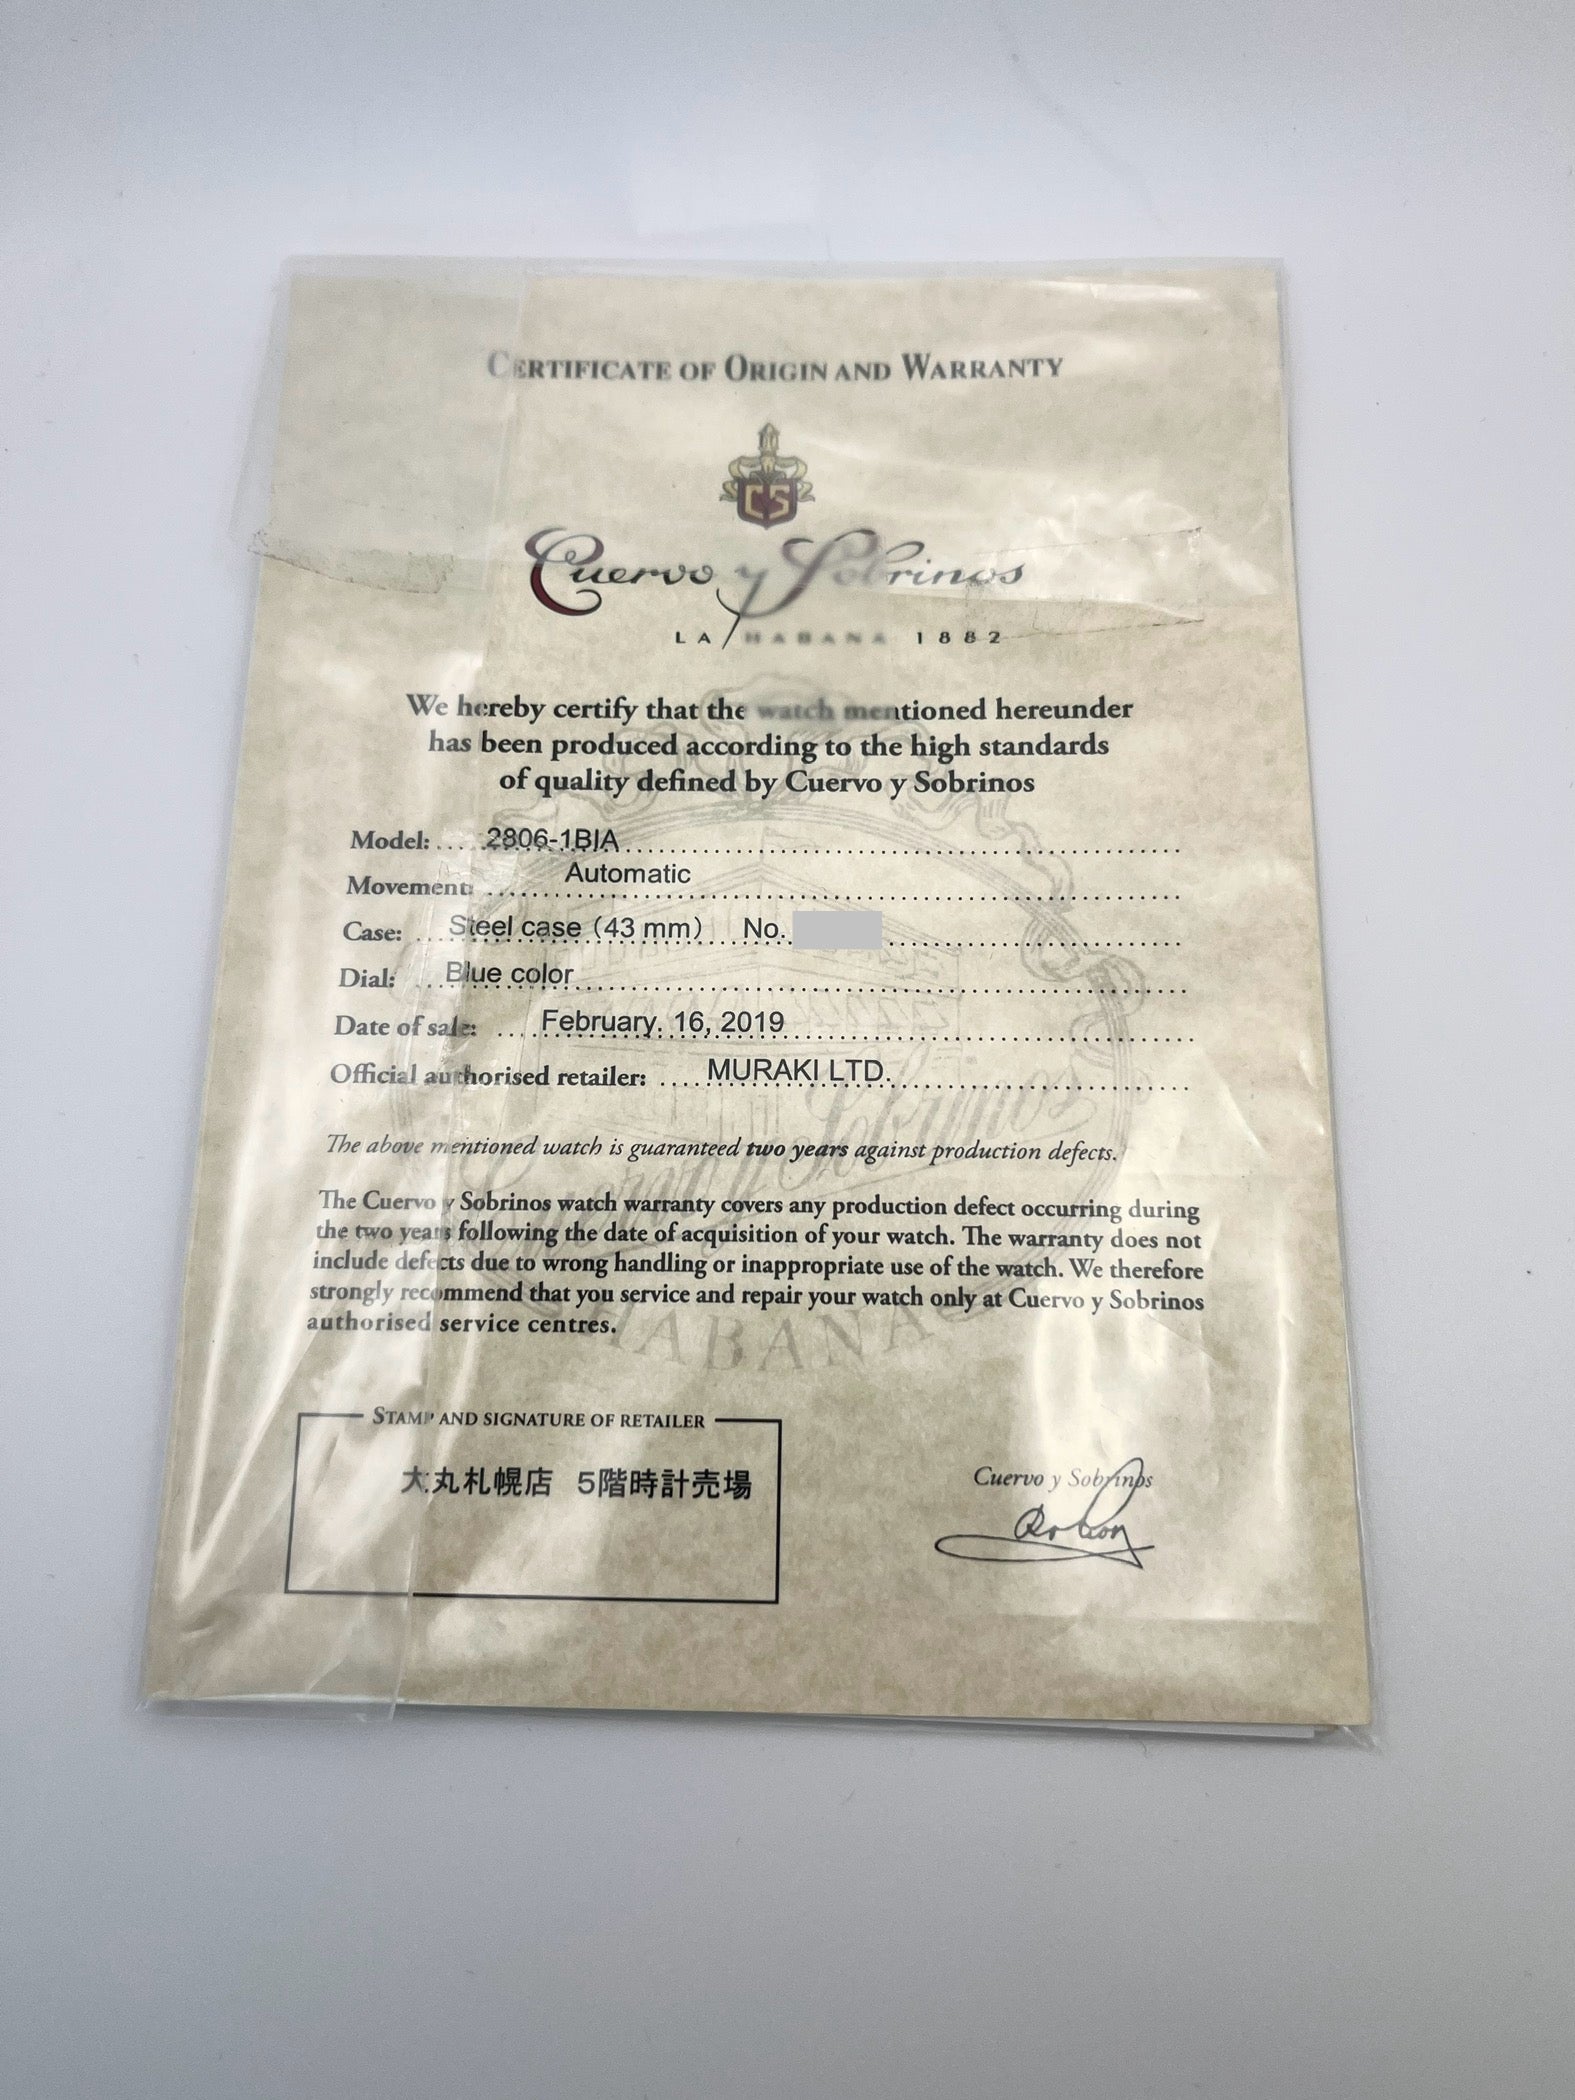 CERTIFICATE OF ORIGIN AND WARRANTY
CS
Cuervo y Sobrinos
LA HABANA 1882
We hereby certify that the watch mentioned hereunder
has been produced according to the high standards
of quality defined by Cuervo y Sobrinos
Model: .... 2806-1BIA
Movement: ... Automatic
Case: ... Steel case (43 mm) No.
Dial: ... Blue color
Date of sale: .... February. 16, 2019
Official authorised retailer: .... MURAKI LTD.
The above mentioned watch is guaranteed two years against production defects.
The Cuervo y Sobrinos watch warranty covers any production defect occurring during
the two years following the date of acquisition of your watch. The warranty does not
include defects due to wrong handling or inappropriate use of the watch. We therefore
strongly recommend that you service and repair your watch only at Cuervo y Sobrinos
authorised service centres.
Cuervo y Sobrinos
HABANA
STAMP AND SIGNATURE OF RETAILER
大丸札幌店 5階時計売場
Cuervo y Sobrinos